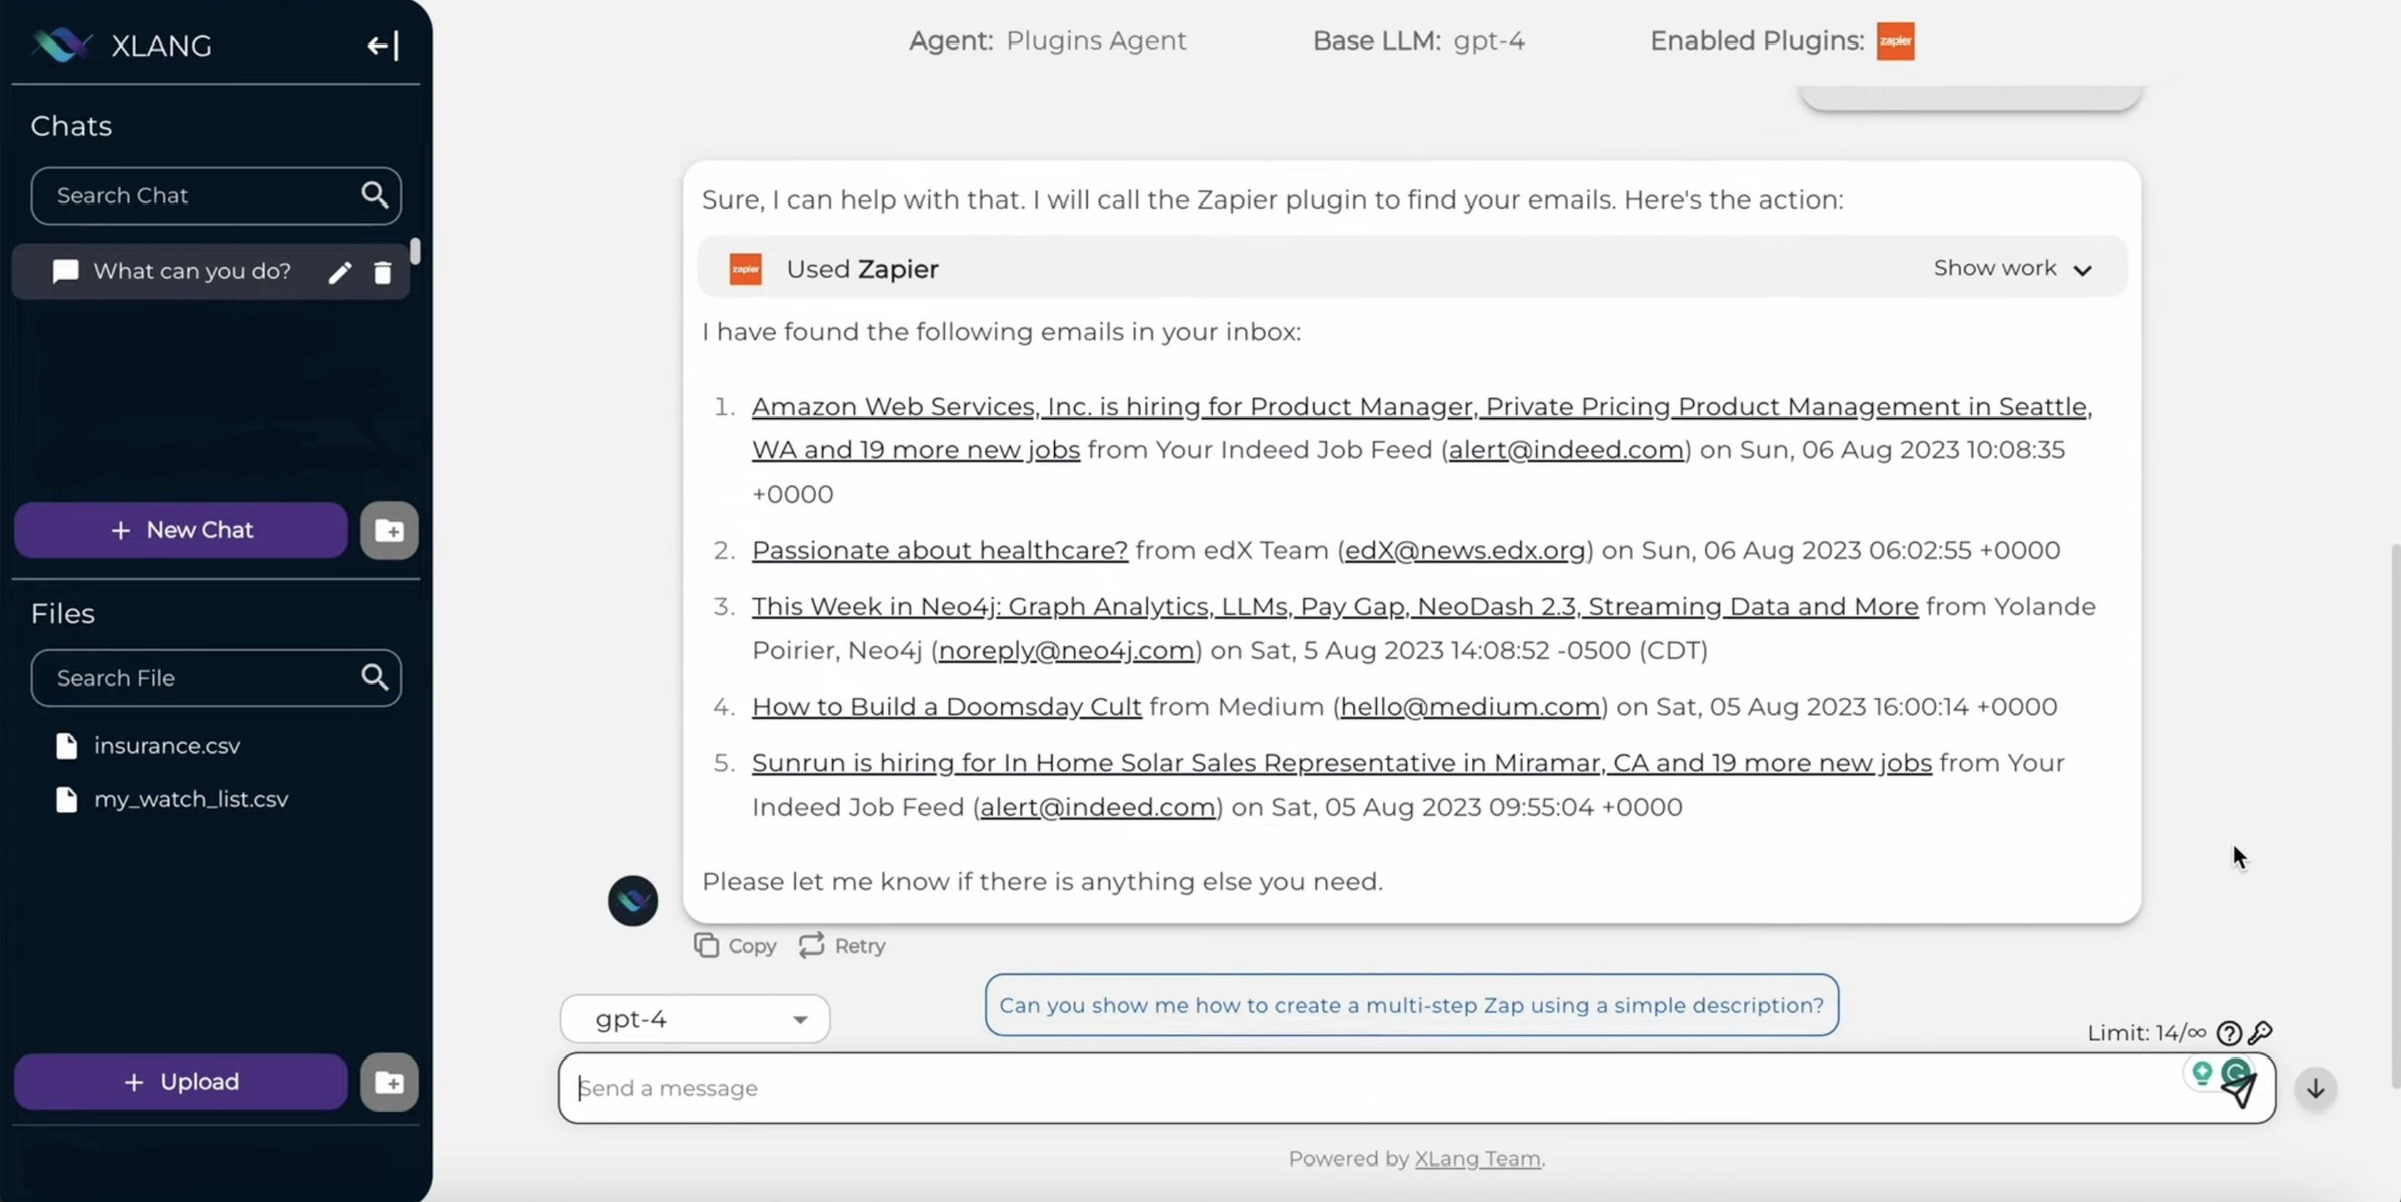 XLANG
Agent: Plugins Agent
Base LLM: gpt-4
Enabled Plugins: zapier
Chats
Search Chat
What can you do?
+ New Chat
Files
Search File
insurance.csv
my_watch_list.csv
+ Upload
Sure, I can help with that. I will call the Zapier plugin to find your emails. Here's the action:
zapier Used Zapier
Show work
I have found the following emails in your inbox:
1. Amazon Web Services, Inc. is hiring for Product Manager, Private Pricing Product Management in Seattle,
WA and 19 more new jobs from Your Indeed Job Feed (alert@indeed.com) on Sun, 06 Aug 2023 10:08:35
+0000
2. Passionate about healthcare? from edX Team (edX@news.edx.org) on Sun, 06 Aug 2023 06:02:55 +0000
3. This Week in Neo4j: Graph Analytics, LLMs, Pay Gap, NeoDash 2.3, Streaming Data and More from Yolande
Poirier, Neo4j (noreply@neo4j.com) on Sat, 5 Aug 2023 14:08:52 -0500 (CDT)
4. How to Build a Doomsday Cult from Medium (hello@medium.com) on Sat, 05 Aug 2023 16:00:14 +0000
5. Sunrun is hiring for In Home Solar Sales Representative in Miramar, CA and 19 more new jobs from Your
Indeed Job Feed (alert@indeed.com) on Sat, 05 Aug 2023 09:55:04 +0000
Please let me know if there is anything else you need.
Copy
Retry
gpt-4
Can you show me how to create a multi-step Zap using a simple description?
Limit: 14/∞
Send a message
Powered by XLang Team.